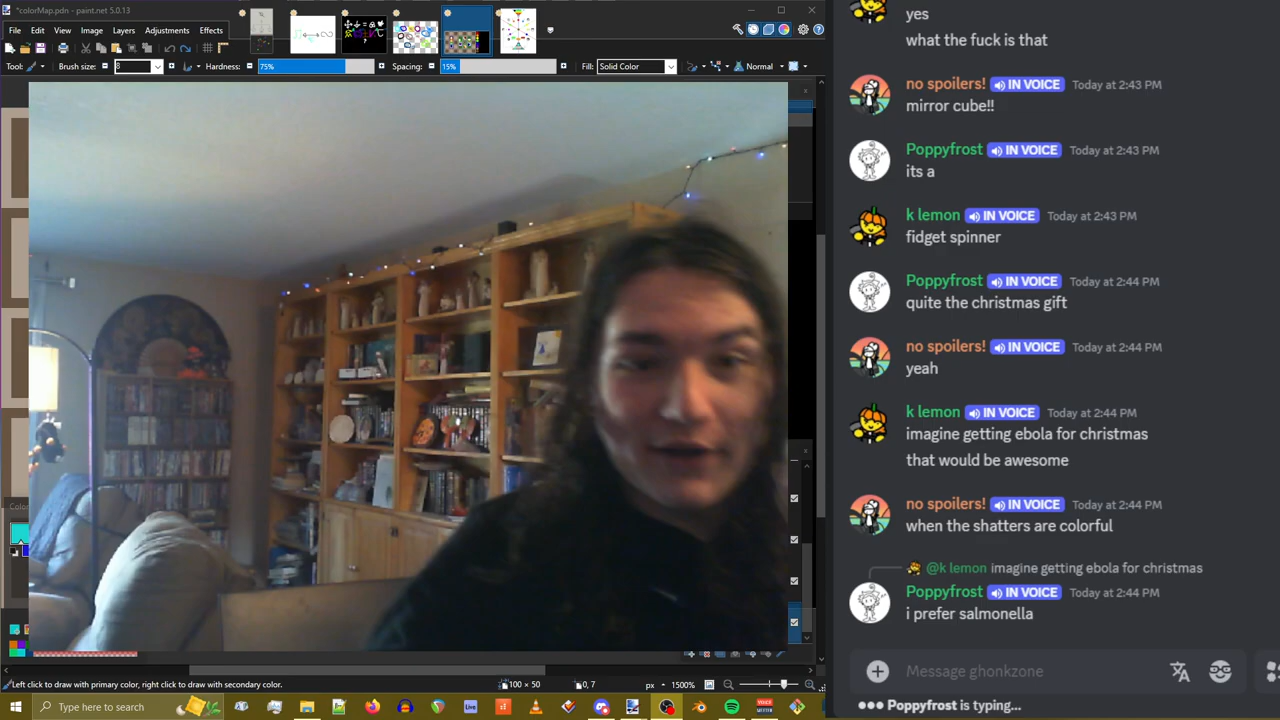 *colorMap.pdn - paint.net 5.0.13
File Edit View Image Layers Adjustments Effects
Tool: Brush size: 8 Hardness: 75% Spacing: 15% Fill: Solid Color Normal
Left click to draw with primary color, right click to draw with secondary color.
100 × 50
0, 7
px
1500%
Type here to search
yes
what the fuck is that
no spoilers! IN VOICE Today at 2:43 PM
mirror cube!!
Poppyfrost IN VOICE Today at 2:43 PM
its a
k lemon IN VOICE Today at 2:43 PM
fidget spinner
Poppyfrost IN VOICE Today at 2:44 PM
quite the christmas gift
no spoilers! IN VOICE Today at 2:44 PM
yeah
k lemon IN VOICE Today at 2:44 PM
imagine getting ebola for christmas
that would be awesome
no spoilers! IN VOICE Today at 2:44 PM
when the shatters are colorful
@k lemon imagine getting ebola for christmas
Poppyfrost IN VOICE Today at 2:44 PM
i prefer salmonella
Message ghonkzone
Poppyfrost is typing...